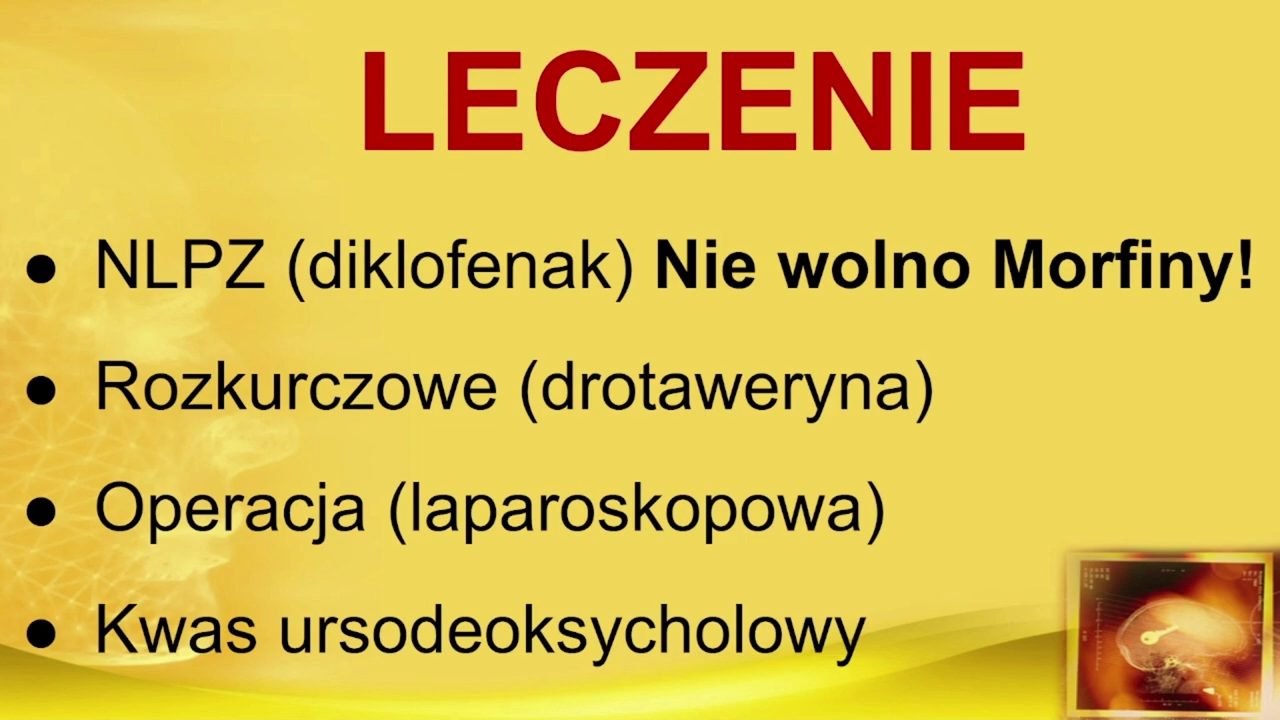 LECZENIE
● NLPZ (diklofenak) Nie wolno Morfiny!
● Rozkurczowe (drotaweryna)
● Operacja (laparoskopowa)
● Kwas ursodeoksycholowy